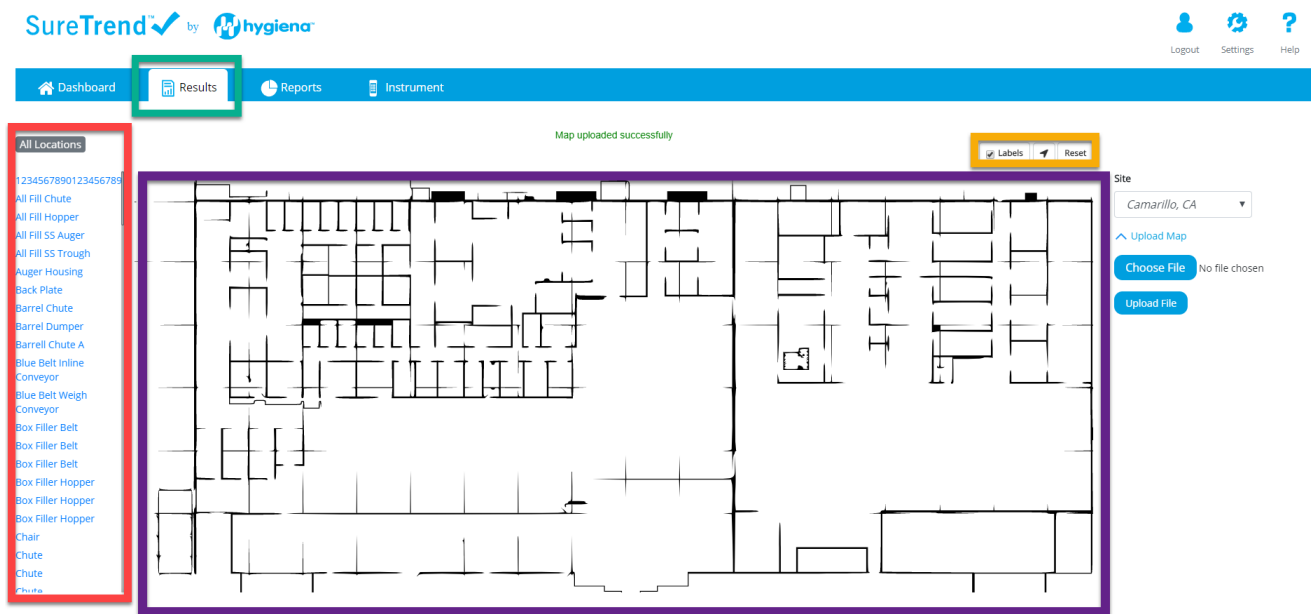 SureTrend™ by hygiena
Logout Settings Help
Dashboard Results Reports Instrument
Map uploaded successfully
All Locations
Labels Reset
Site
Camarillo, CA
Upload Map
Choose File No file chosen
Upload File
1234567890123456789
All Fill Chute
All Fill Hopper
All Fill SS Auger
All Fill SS Trough
Auger Housing
Back Plate
Barrel Chute
Barrel Dumper
Barrell Chute A
Blue Belt Inline
Conveyor
Blue Belt Weigh
Conveyor
Box Filler Belt
Box Filler Belt
Box Filler Belt
Box Filler Hopper
Box Filler Hopper
Box Filler Hopper
Chair
Chute
Chute
Chute